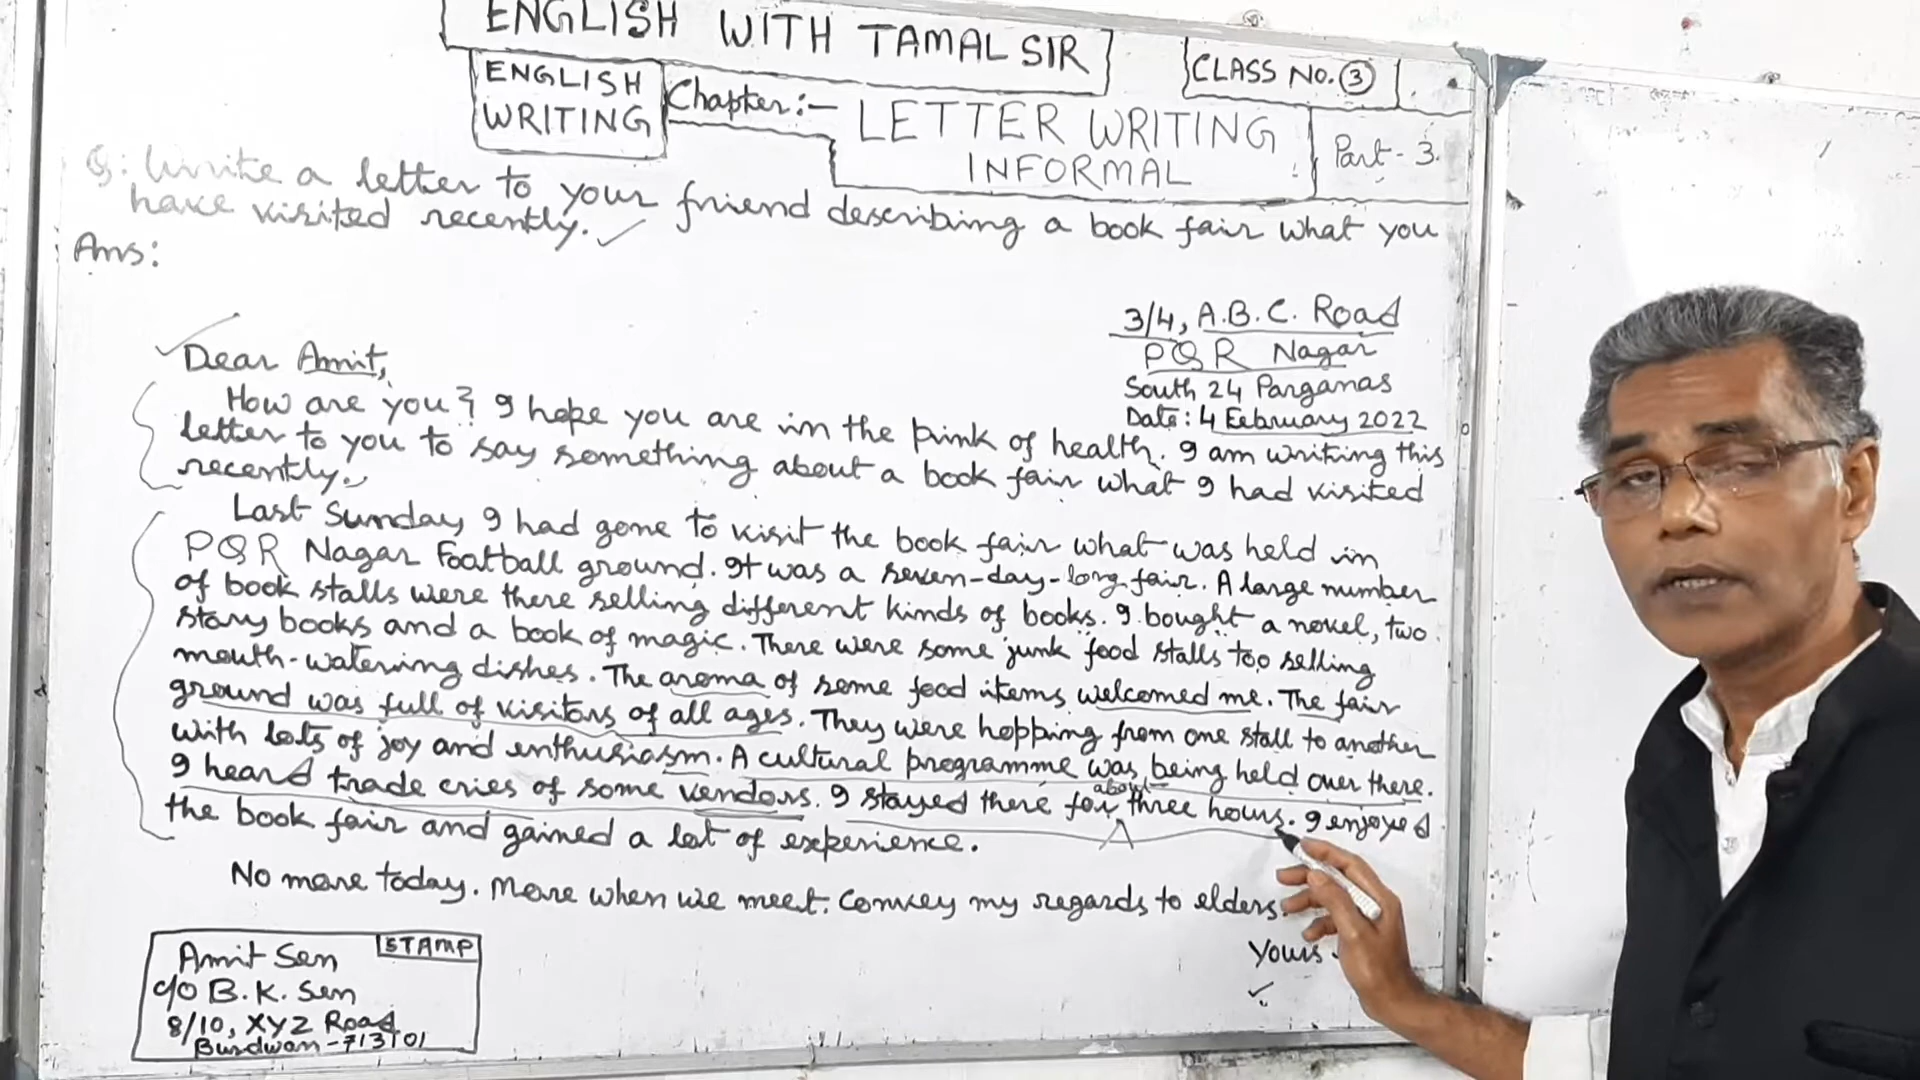 ENGLISH WITH TAMAL SIR
CLASS NO. 3
ENGLISH
WRITING
Chapter:-
LETTER WRITING
INFORMAL
Part - 3.
Q: Write a letter to your friend describing a book fair what you
have visited recently.
Ans:
3/4, A.B.C. Road
PQR Nagar
South 24 Parganas
Date: 4 February 2022
Dear Amit,
How are you? I hope you are in the pink of health. I am writing this
letter to you to say something about a book fair what I had visited
recently.
Last Sunday I had gone to visit the book fair what was held in
PQR Nagar Football ground. It was a seven-day-long fair. A large number
of book stalls were there selling different kinds of books. I bought a novel, two
story books and a book of magic. There were some junk food stalls too selling
mouth-watering dishes. The aroma of some food items welcomed me. The fair
ground was full of visitors of all ages. They were hopping from one stall to another
with lots of joy and enthusiasm. A cultural programme was being held over there.
I heard trade cries of some vendors. I stayed there for about three hours. I enjoyed
the book fair and gained a lot of experience.
No more today. More when we meet. Convey my regards to elders.
Yours
STAMP
Amit Sen
c/o B.K. Sen
8/10, XYZ Road
Burdwan - 713101